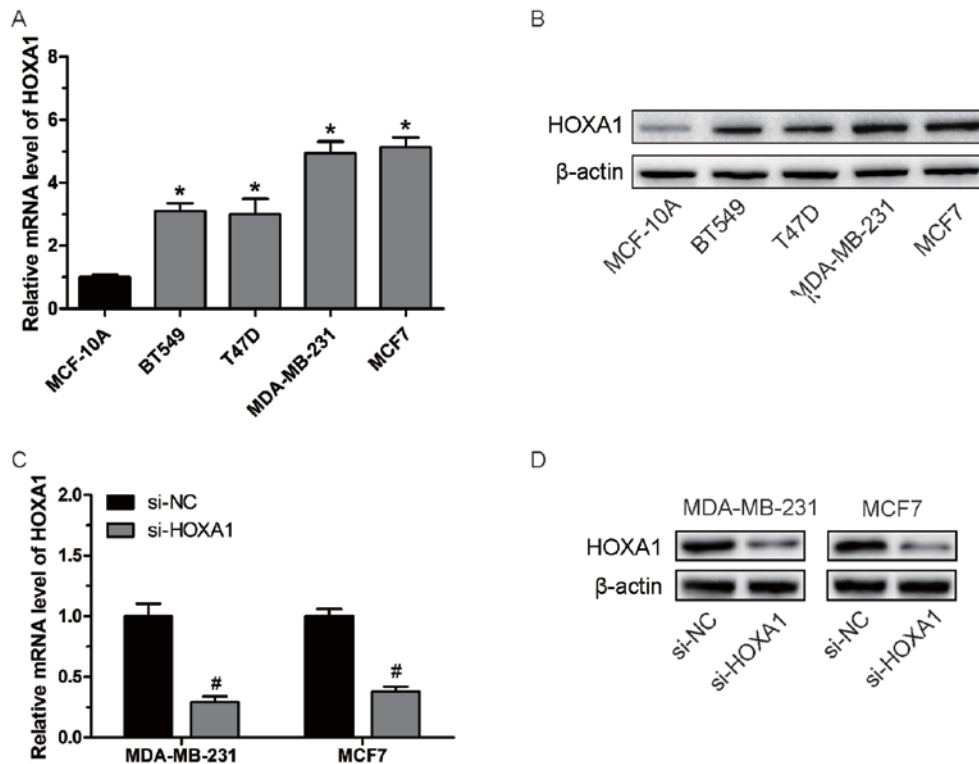 A
Relative mRNA level of HOXA1
8
6
4
2
0
* * * *
MCF-10A BT549 T47D MDA-MB-231 MCF7
B
HOXA1
β-actin
MCF-10A BT549 T47D MDA-MB-231 MCF7
C
Relative mRNA level of HOXA1
2.0
1.5
1.0
0.5
0.0
si-NC
si-HOXA1
# #
MDA-MB-231 MCF7
D
MDA-MB-231 MCF7
HOXA1
β-actin
si-NC si-HOXA1 si-NC si-HOXA1